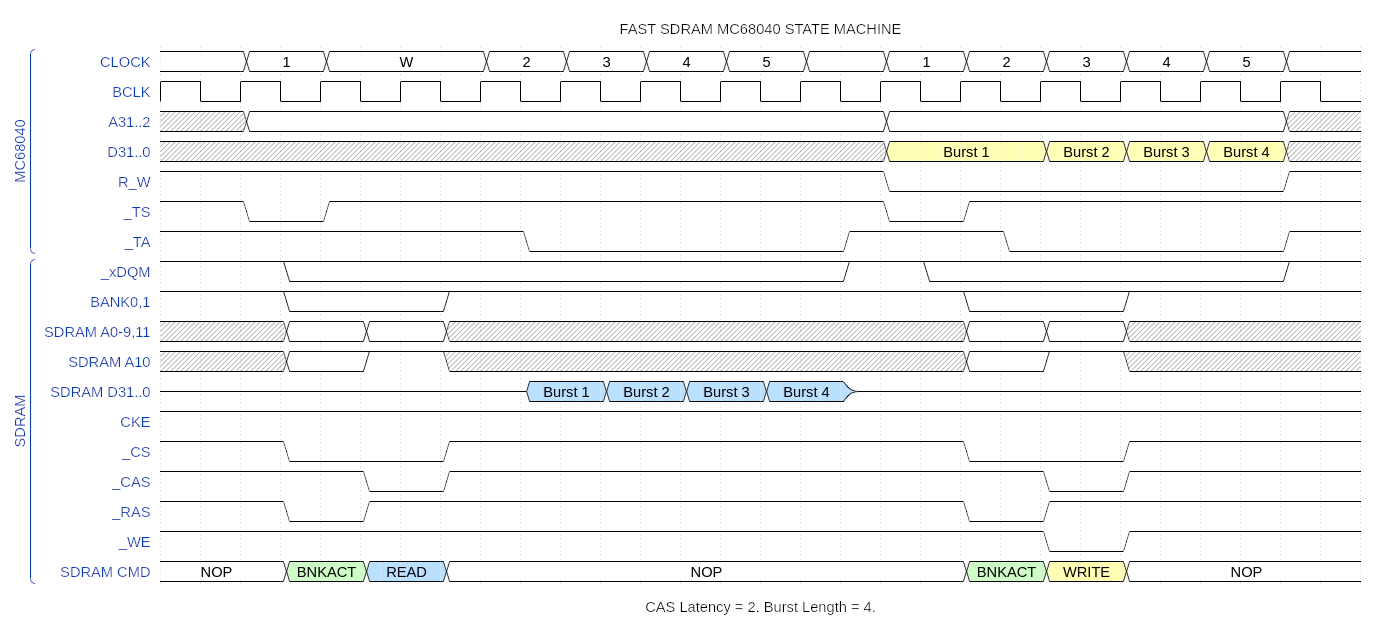 FAST SDRAM MC68040 STATE MACHINE
MC68040
CLOCK 1 W 2 3 4 5 1 2 3 4 5
BCLK
A31..2
D31..0 Burst 1 Burst 2 Burst 3 Burst 4
R_W
_TS
_TA
SDRAM
_xDQM
BANK0,1
SDRAM A0-9,11
SDRAM A10
SDRAM D31..0 Burst 1 Burst 2 Burst 3 Burst 4
CKE
_CS
_CAS
_RAS
_WE
SDRAM CMD NOP BNKACT READ NOP BNKACT WRITE NOP
CAS Latency = 2. Burst Length = 4.